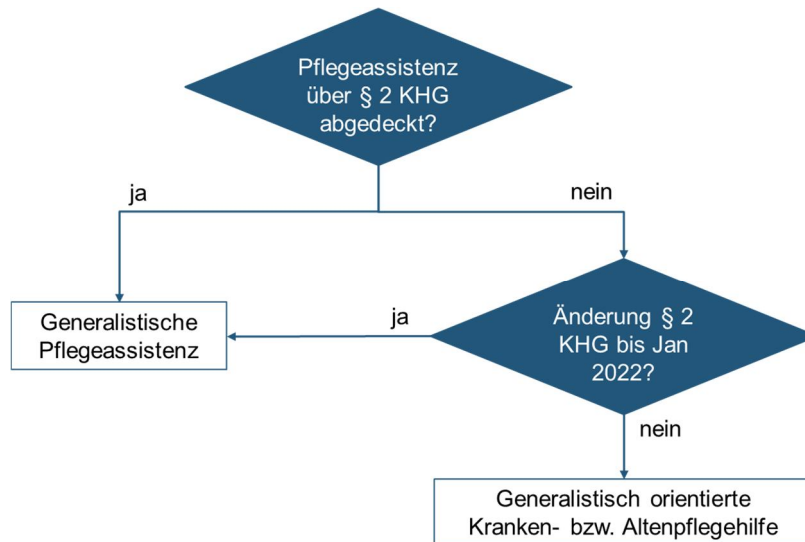 Pflegeassistenz
über § 2 KHG
abgedeckt?
ja
nein
Generalistische
Pflegeassistenz
ja
Änderung § 2
KHG bis Jan
2022?
nein
Generalistisch orientierte
Kranken- bzw. Altenpflegehilfe